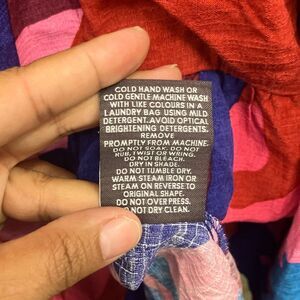 COLD HAND WASH OR
COLD GENTLE MACHINE WASH
WITH LIKE COLOURS IN A
LAUNDRY BAG USING MILD
DETERGENT.AVOID OPTICAL
BRIGHTENING DETERGENTS.
REMOVE
PROMPTLY FROM MACHINE.
DO NOT SOAK. DO NOT
RUB, TWIST OR WRING.
DO NOT BLEACH.
DRY IN SHADE.
DO NOT TUMBLE DRY.
WARM STEAM IRON OR
STEAM ON REVERSE TO
ORIGINAL SHAPE.
DO NOT OVER PRESS.
DO NOT DRY CLEAN.